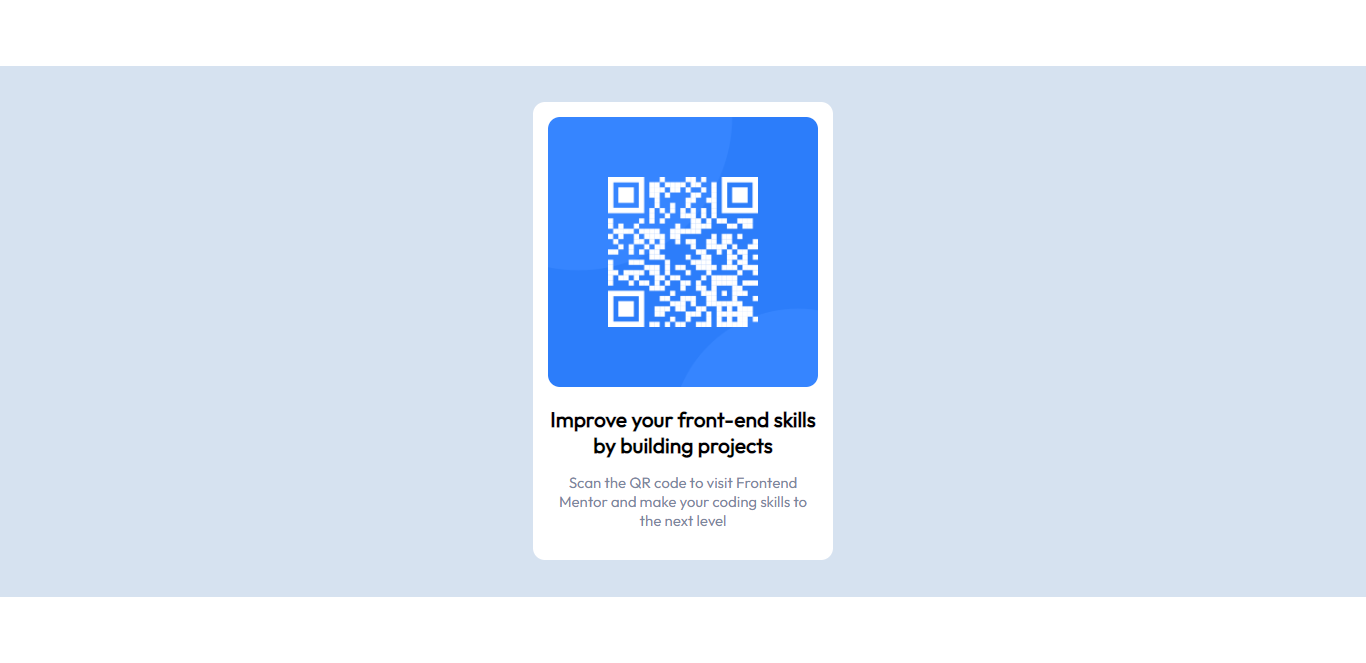 Improve your front-end skills
by building projects
Scan the QR code to visit Frontend
Mentor and make your coding skills to
the next level